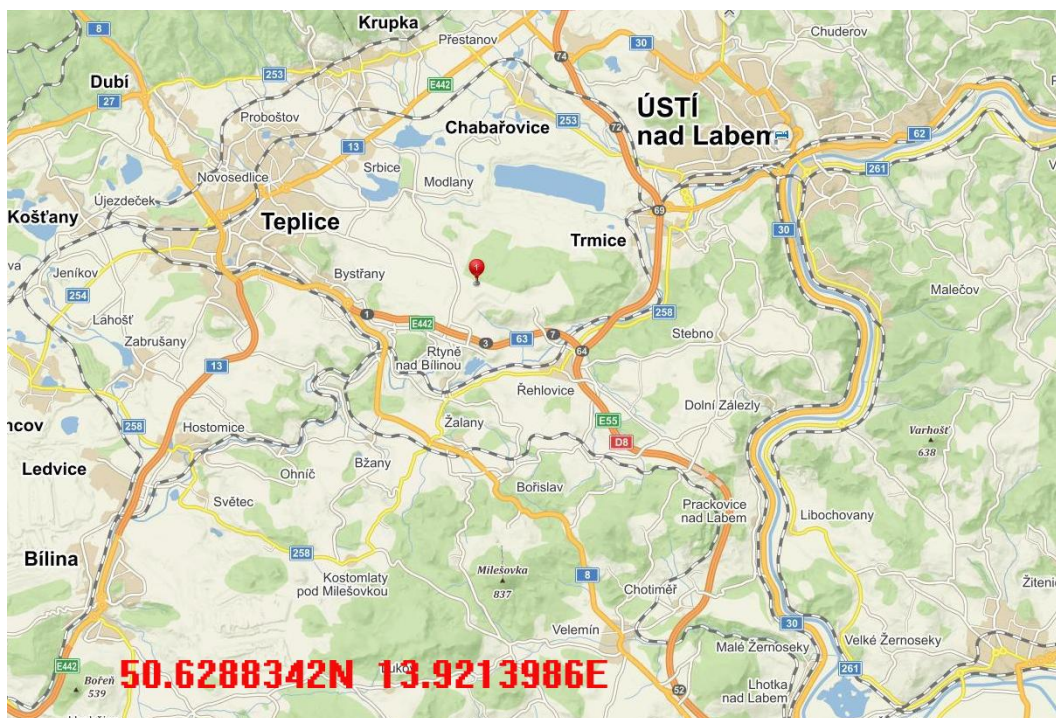 Krupka
8
Přestanov
74
30
Chuderov
Dubí
253
E442
27
Proboštov
ÚSTÍ
nad Labem
Chabařovice
253
72
62
13
Srbice
Modlany
261
Novosedlice
Újezdeček
Košťany
Teplice
69
30
Trmice
Jeníkov
Bystřany
254
Malečov
Lahošť
1
E442
258
Zabrušany
3
63
7
Stebno
13
Rtyně
nad Bílinou
64
Řehlovice
Dolní Zálezly
ncov
258
Hostomice
Žalany
E55
D8
Varhošť
638
Ledvice
Ohníč
Bžany
Bořislav
Světec
Prackovice
nad Labem
Libochovany
Bílina
258
Milešovka
837
Kostomlaty
pod Milešovkou
8
Chotiměř
Žiteni
30
Velemín
Malé Žernoseky
Velké Žernoseky
E442
Bořeň
539
50.6288342N 13.9213986E
261
Lhotka
nad Labem
52